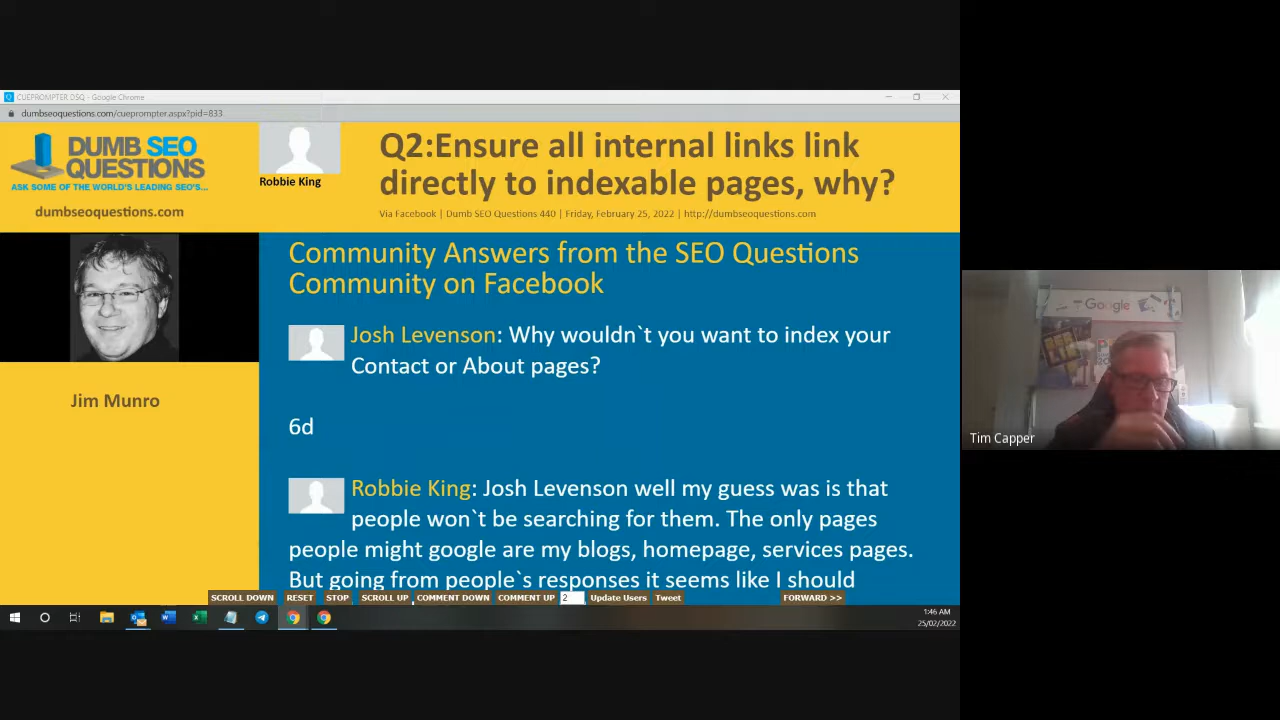 CUEPROMPTER DSQ - Google Chrome
dumbseoquestions.com/cueprompter.aspx?pid=833
DUMB SEO
QUESTIONS
ASK SOME OF THE WORLD'S LEADING SEO'S...
dumbseoquestions.com
Robbie King
Q2:Ensure all internal links link
directly to indexable pages, why?
Via Facebook | Dumb SEO Questions 440 | Friday, February 25, 2022 | http://dumbseoquestions.com
Jim Munro
Community Answers from the SEO Questions
Community on Facebook
Josh Levenson: Why wouldn`t you want to index your
Contact or About pages?
6d
Robbie King: Josh Levenson well my guess was is that
people won`t be searching for them. The only pages
people might google are my blogs, homepage, services pages.
But going from people`s responses it seems like I should
SCROLL DOWN RESET STOP SCROLL UP COMMENT DOWN COMMENT UP 2 Update Users Tweet FORWARD >>
1:46 AM
25/02/2022
Google
Tim Capper